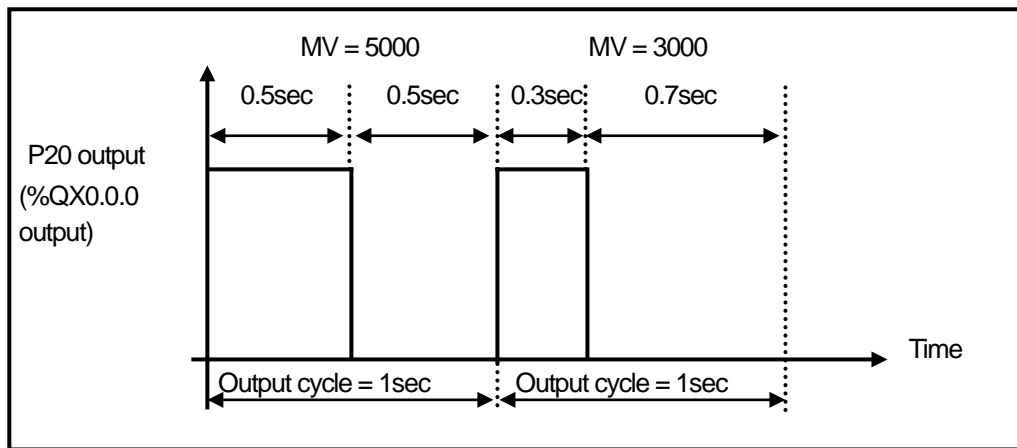 MV = 5000
MV = 3000
0.5sec
0.5sec
0.3sec
0.7sec
P20 output
(%QX0.0.0
output)
Time
Output cycle = 1sec
Output cycle = 1sec